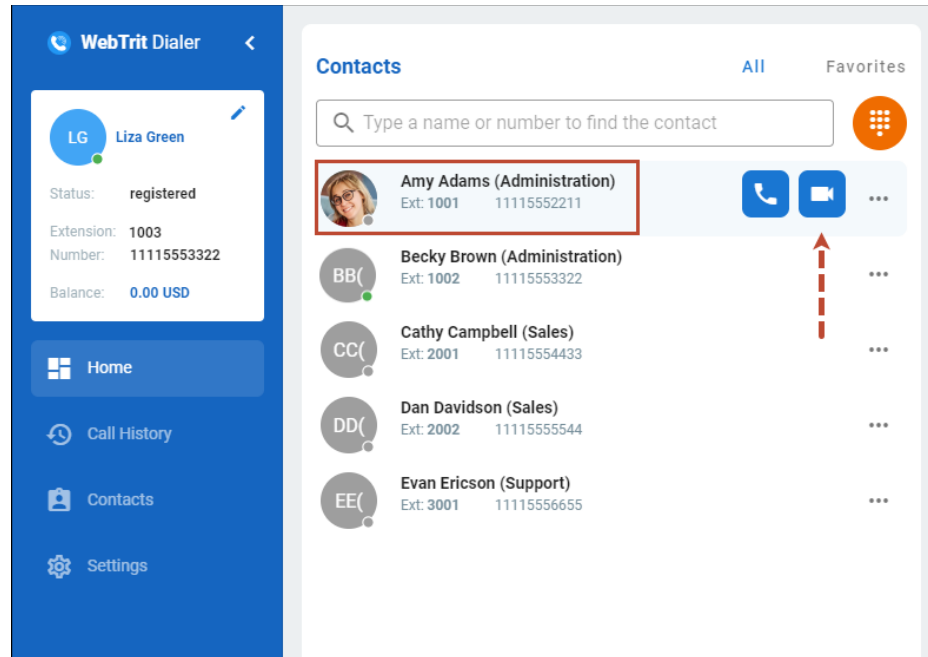 WebTrit Dialer
LG
Liza Green
Status: registered
Extension: 1003
Number: 11115553322
Balance: 0.00 USD
Home
Call History
Contacts
Settings
Contacts All Favorites
Type a name or number to find the contact
Amy Adams (Administration)
Ext: 1001 11115552211
BB(
Becky Brown (Administration)
Ext: 1002 11115553322
CC(
Cathy Campbell (Sales)
Ext: 2001 11115554433
DD(
Dan Davidson (Sales)
Ext: 2002 11115555544
EE(
Evan Ericson (Support)
Ext: 3001 11115556655